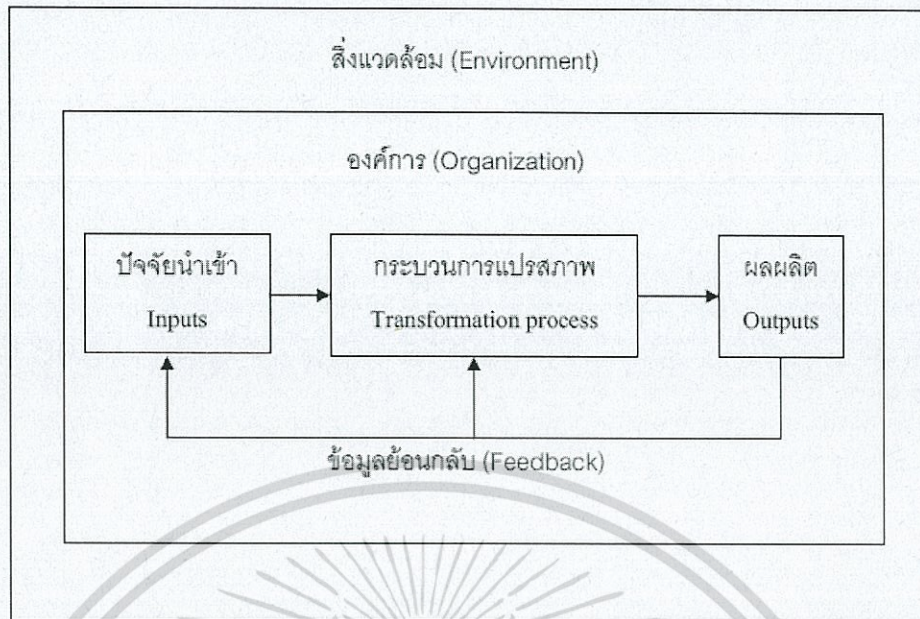 สิ่งแวดล้อม (Environment)
องค์การ (Organization)
ปัจจัยนำเข้า
Inputs
กระบวนการแปรสภาพ
Transformation process
ผลผลิต
Outputs
ข้อมูลย้อนกลับ (Feedback)